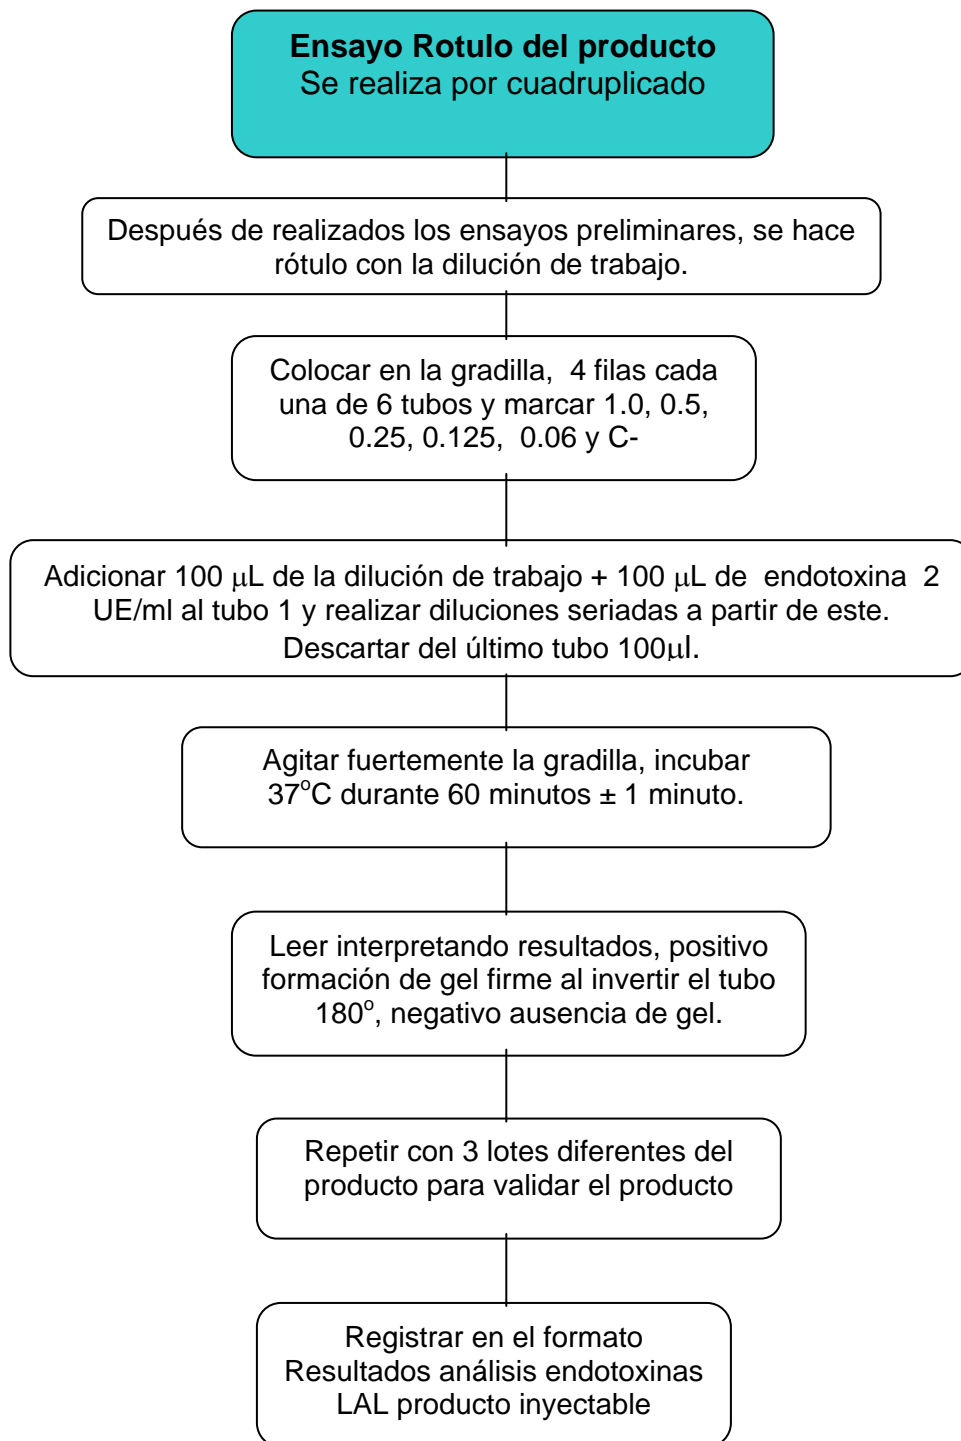 Ensayo Rotulo del producto
Se realiza por cuadruplicado
Después de realizados los ensayos preliminares, se hace
rótulo con la dilución de trabajo.
Colocar en la gradilla,  4 filas cada
una de 6 tubos y marcar 1.0, 0.5,
0.25, 0.125,  0.06 y C-
Adicionar 100 μL de la dilución de trabajo + 100 μL de  endotoxina  2
UE/ml al tubo 1 y realizar diluciones seriadas a partir de este.
Descartar del último tubo 100μl.
Agitar fuertemente la gradilla, incubar
37°C durante 60 minutos ± 1 minuto.
Leer interpretando resultados, positivo
formación de gel firme al invertir el tubo
180°, negativo ausencia de gel.
Repetir con 3 lotes diferentes del
producto para validar el producto
Registrar en el formato
Resultados análisis endotoxinas
LAL producto inyectable